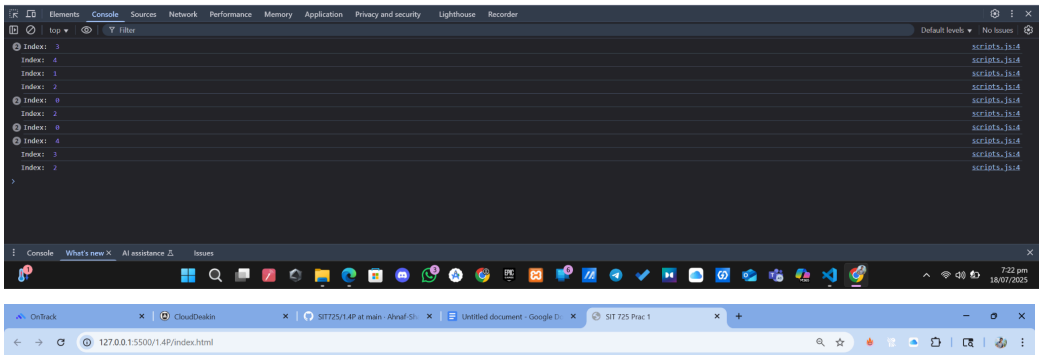 Elements Console Sources Network Performance Memory Application Privacy and security Lighthouse Recorder
top Filter Default levels No Issues
2 Index: 3 scripts.js:4
Index: 4 scripts.js:4
Index: 1 scripts.js:4
Index: 2 scripts.js:4
2 Index: 0 scripts.js:4
Index: 2 scripts.js:4
2 Index: 0 scripts.js:4
2 Index: 4 scripts.js:4
Index: 3 scripts.js:4
Index: 2 scripts.js:4
>
Console What's new AI assistance Issues
7:22 pm
18/07/2025
OnTrack CloudDeakin SIT725/1.4P at main · Ahnaf-Sh Untitled document - Google D SIT 725 Prac 1
127.0.0.1:5500/1.4P/index.html